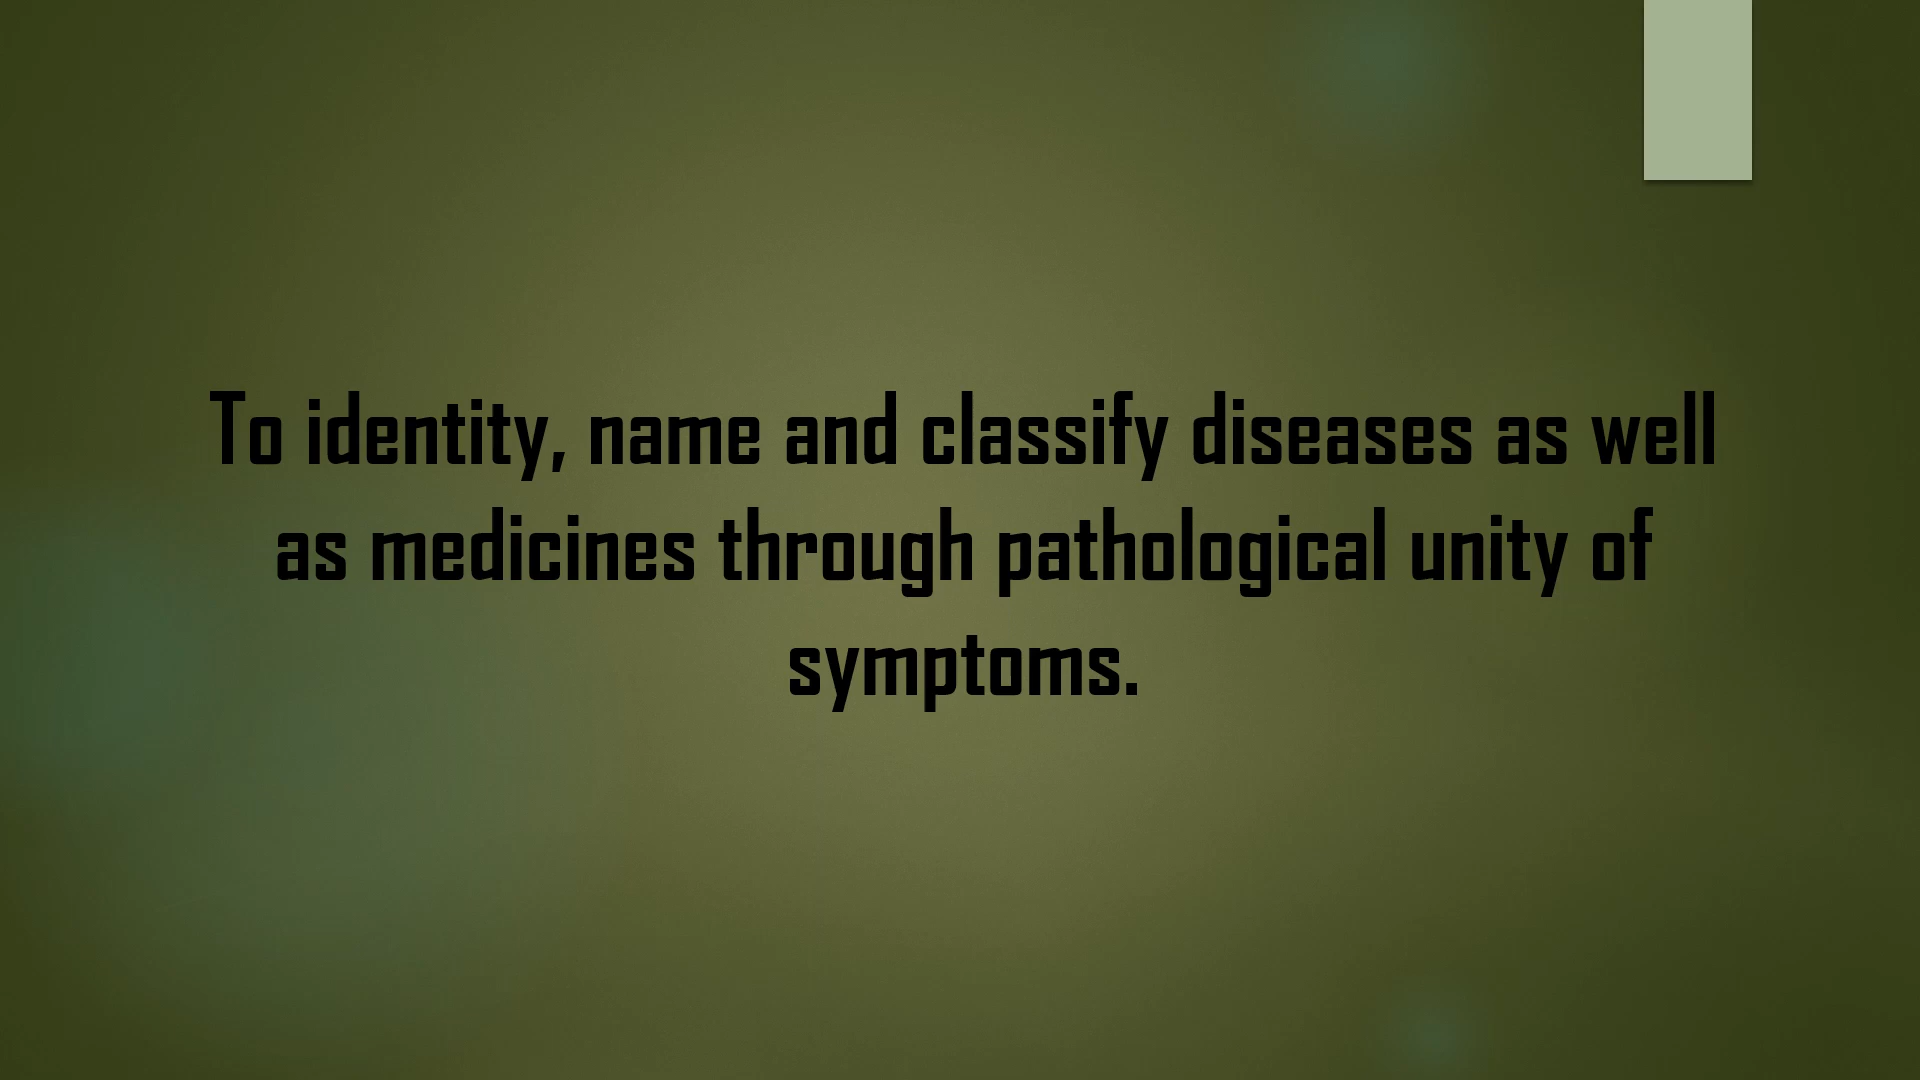 To identity, name and classify diseases as well
as medicines through pathological unity of
symptoms.